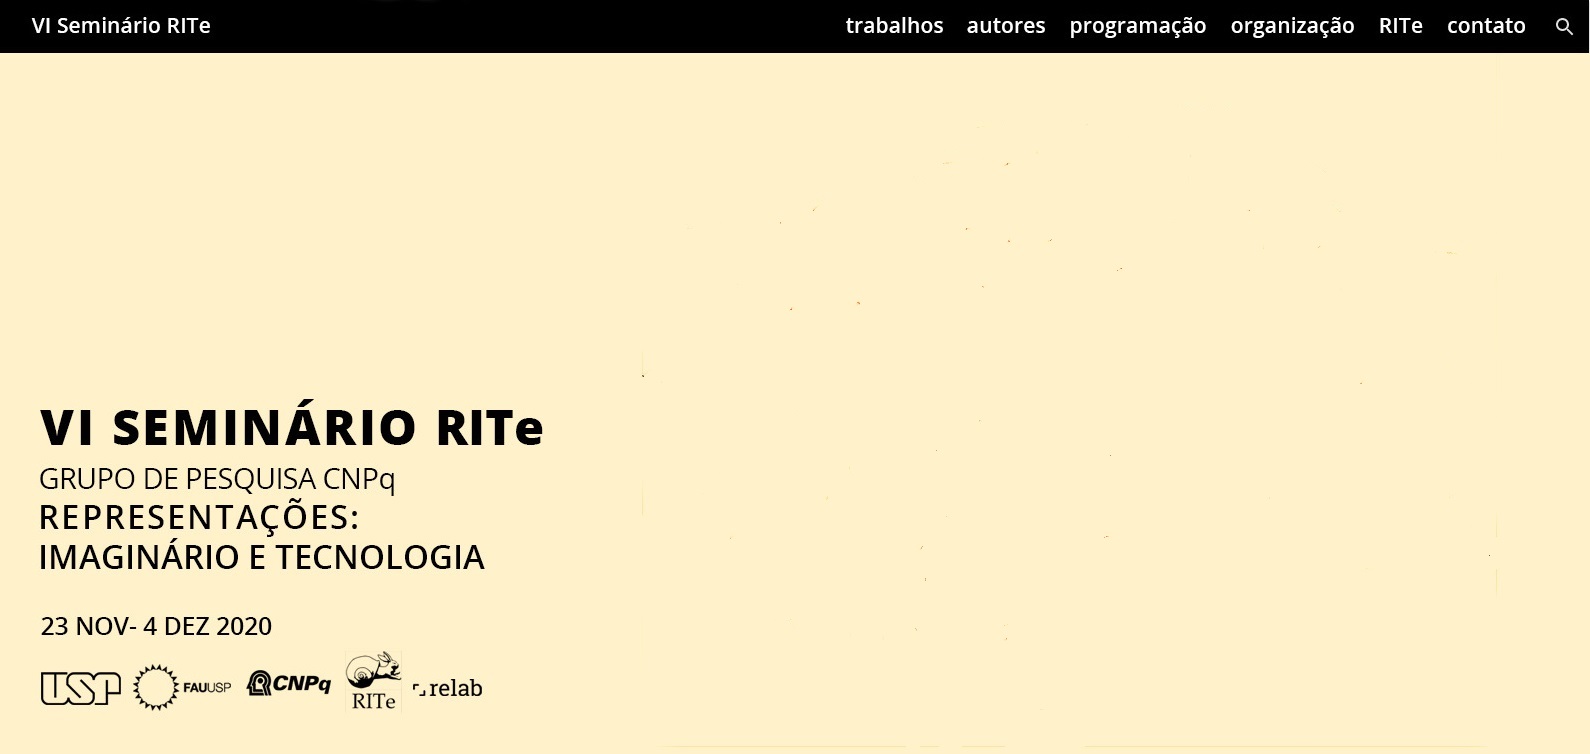 VI Seminário RITe
trabalhos autores programação organização RITe contato
VI SEMINÁRIO RITe
GRUPO DE PESQUISA CNPq
REPRESENTAÇÕES:
IMAGINÁRIO E TECNOLOGIA
23 NOV- 4 DEZ 2020
USP FAUUSP CNPq RITe relab